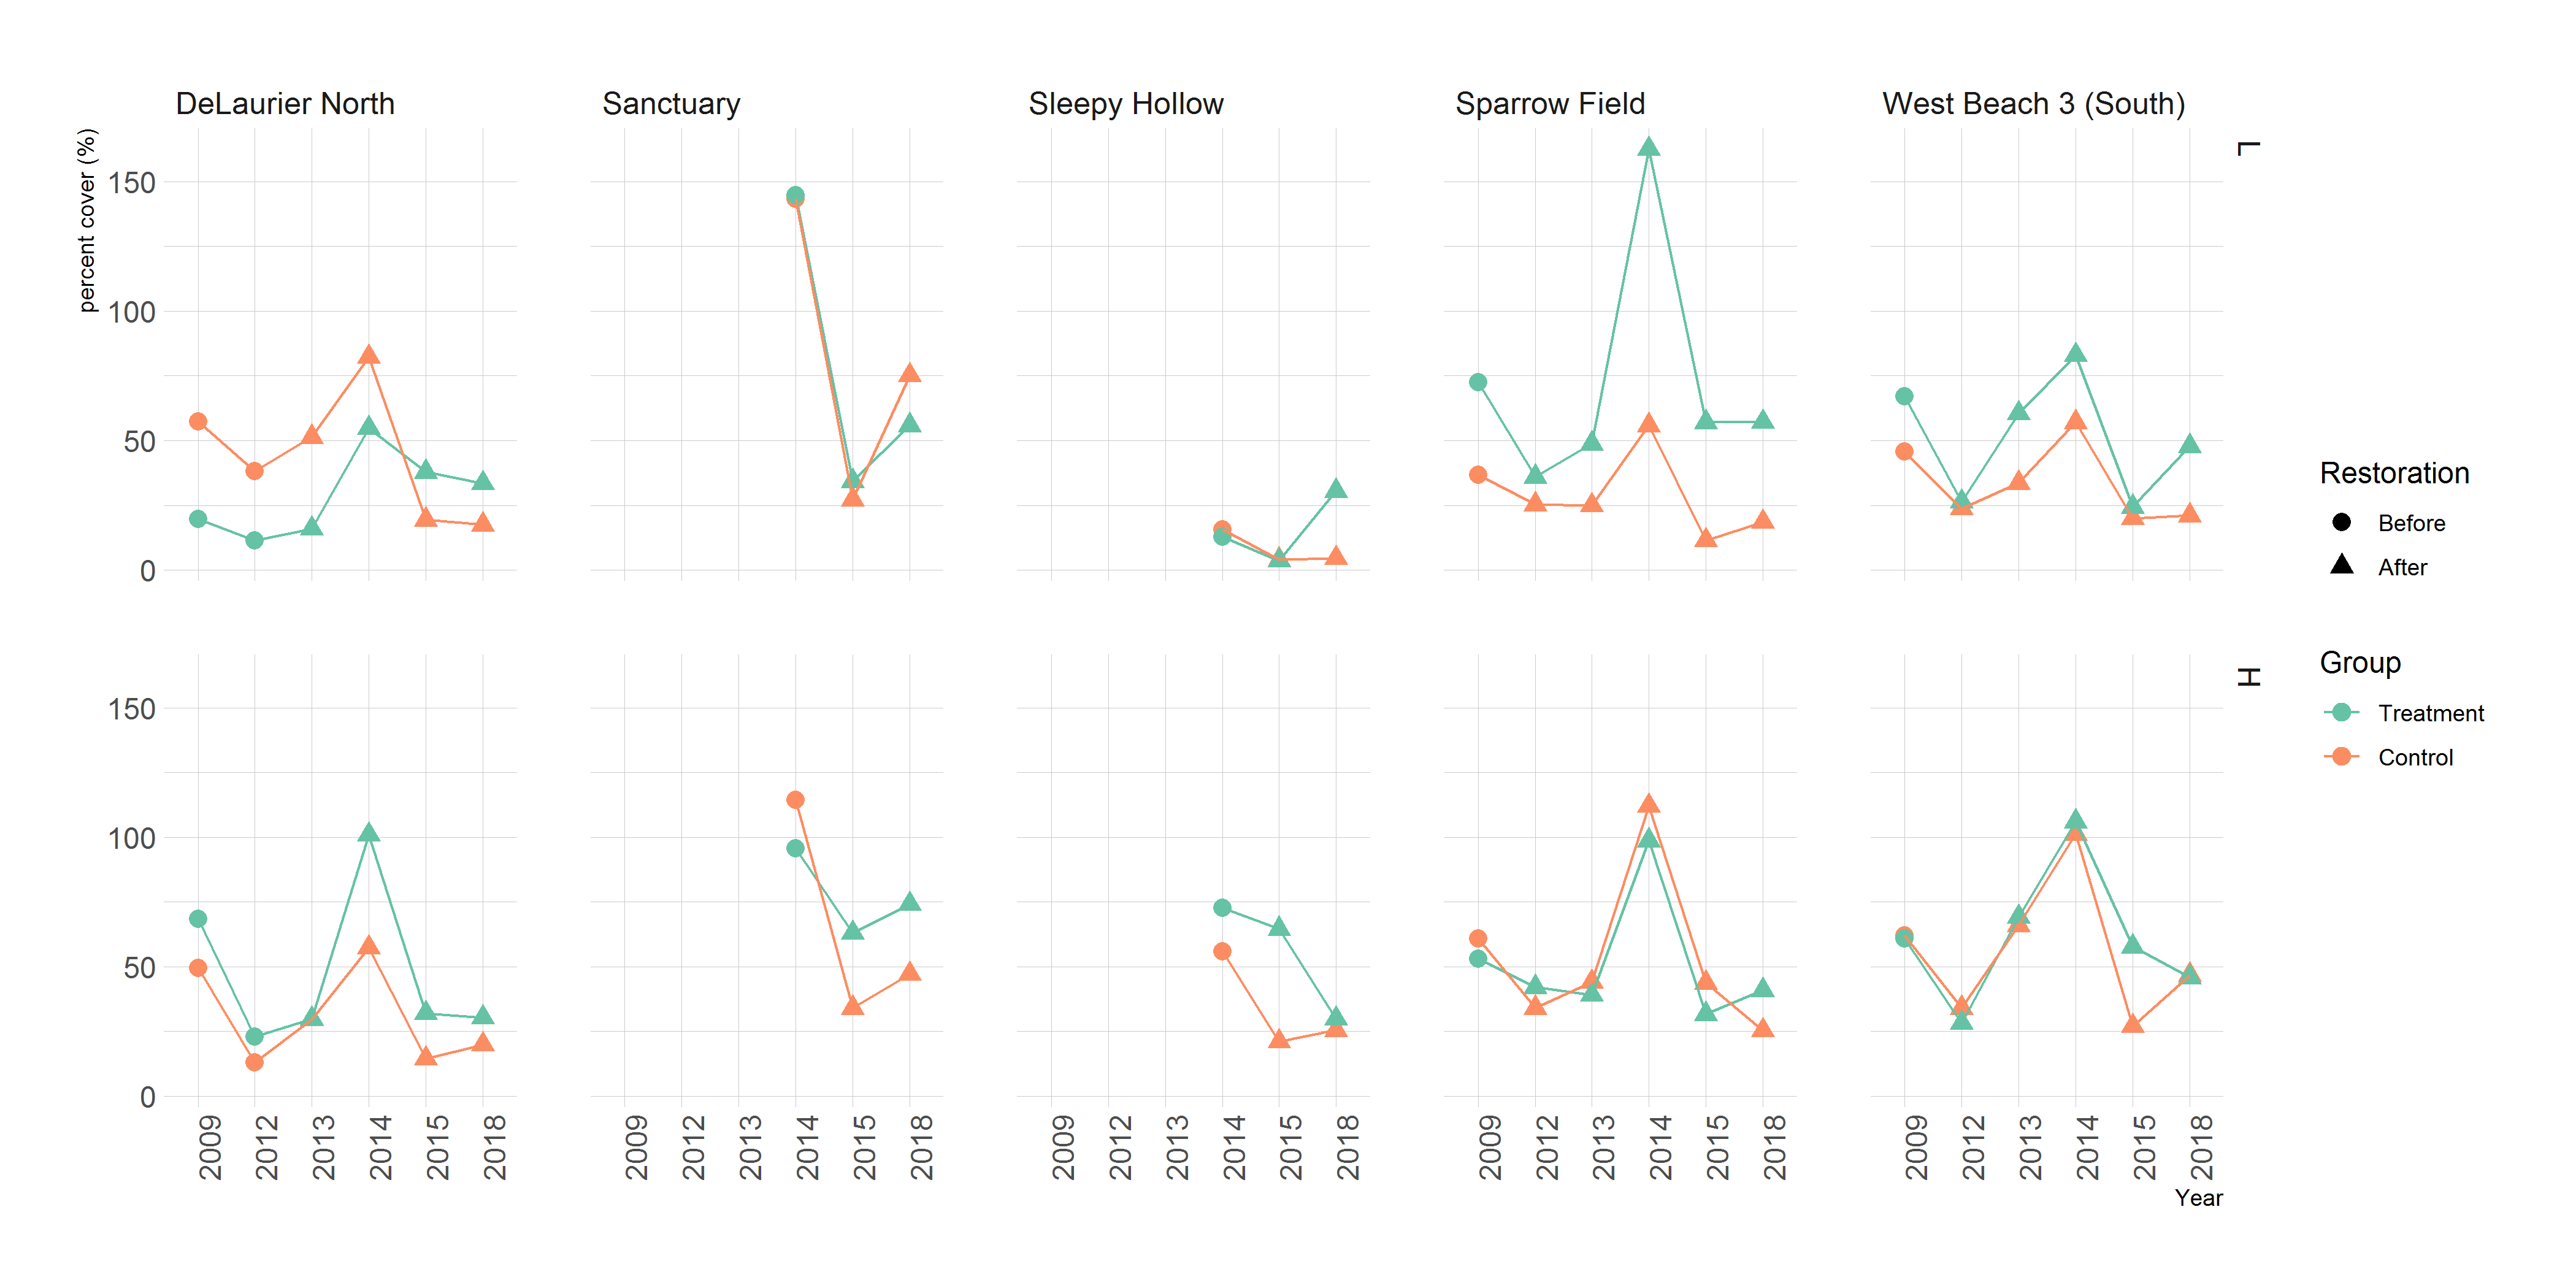 DeLaurier North Sanctuary Sleepy Hollow Sparrow Field West Beach 3 (South)
percent cover (%)
150
100
50
0
L
150
100
50
0
H
2009 2012 2013 2014 2015 2018 2009 2012 2013 2014 2015 2018 2009 2012 2013 2014 2015 2018 2009 2012 2013 2014 2015 2018 2009 2012 2013 2014 2015 2018
Year
Restoration
Before
After
Group
Treatment
Control